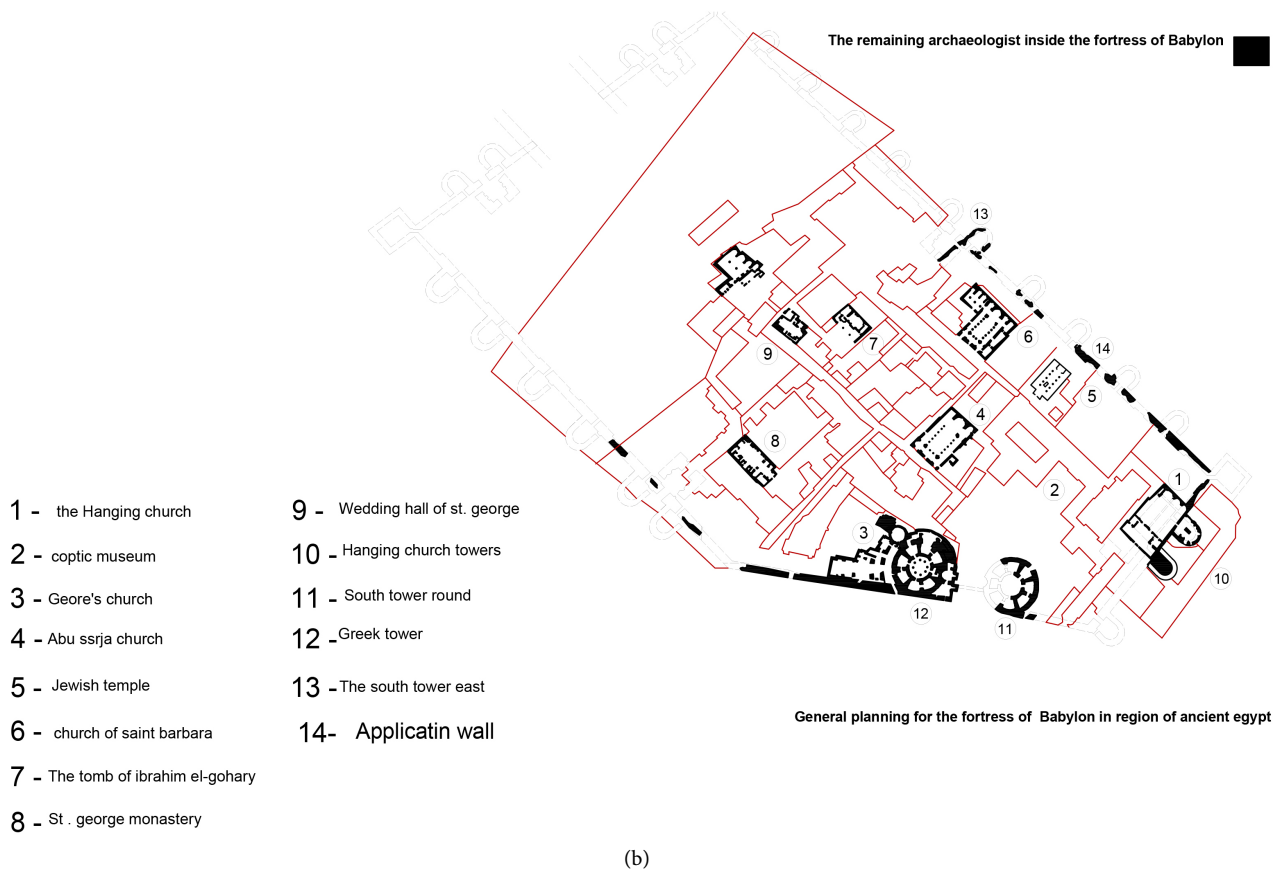 The remaining archaeologist inside the fortress of Babylon
13
14
6
7
9
5
4
8
1
2
3
10
12
11
1 - the Hanging church
2 - coptic museum
3 - Geore's church
4 - Abu ssrja church
5 - Jewish temple
6 - church of saint barbara
7 - The tomb of ibrahim el-gohary
8 - St . george monastery
9 - Wedding hall of st. george
10 - Hanging church towers
11 - South tower round
12 - Greek tower
13 - The south tower east
14- Applicatin wall
General planning for the fortress of Babylon in region of ancient egypt
(b)